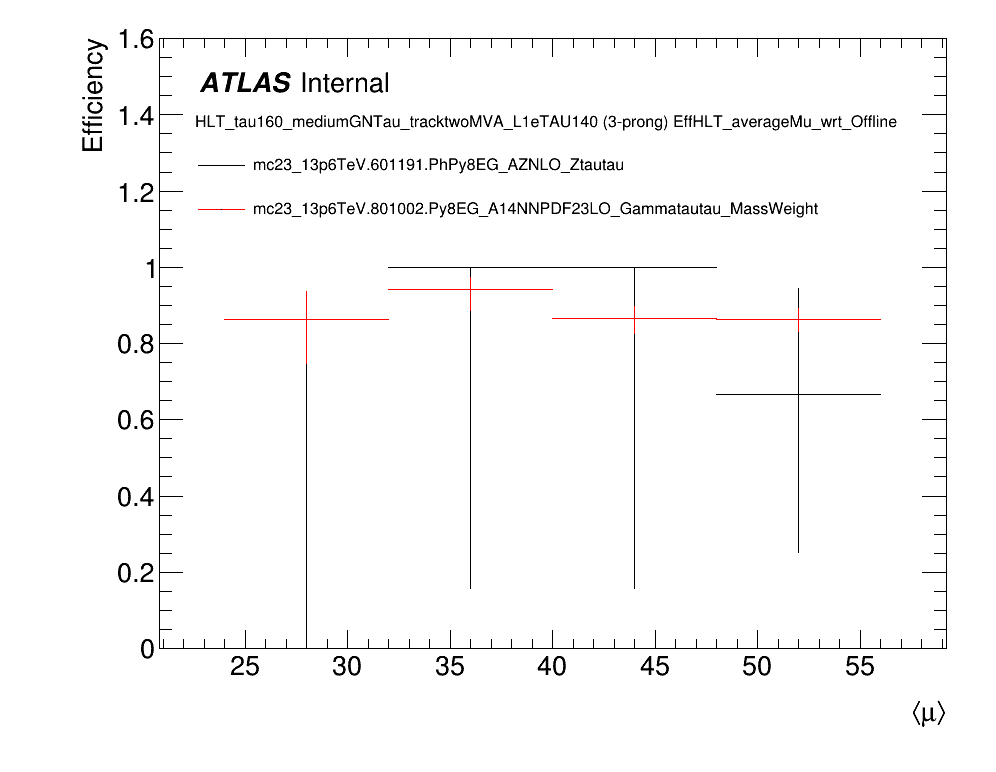 1.6
Efficiency
ATLAS Internal
1.4
HLT_tau160_mediumGNTau_tracktwoMVA_L1eTAU140 (3-prong) EffHLT_averageMu_wrt_Offline
mc23_13p6TeV.601191.PhPy8EG_AZNLO_Ztautau
1.2
mc23_13p6TeV.801002.Py8EG_A14NNPDF23LO_Gammatautau_MassWeight
1
0.8
0.6
0.4
0.2
0
25 30 35 40 45 50 55
⟨μ⟩